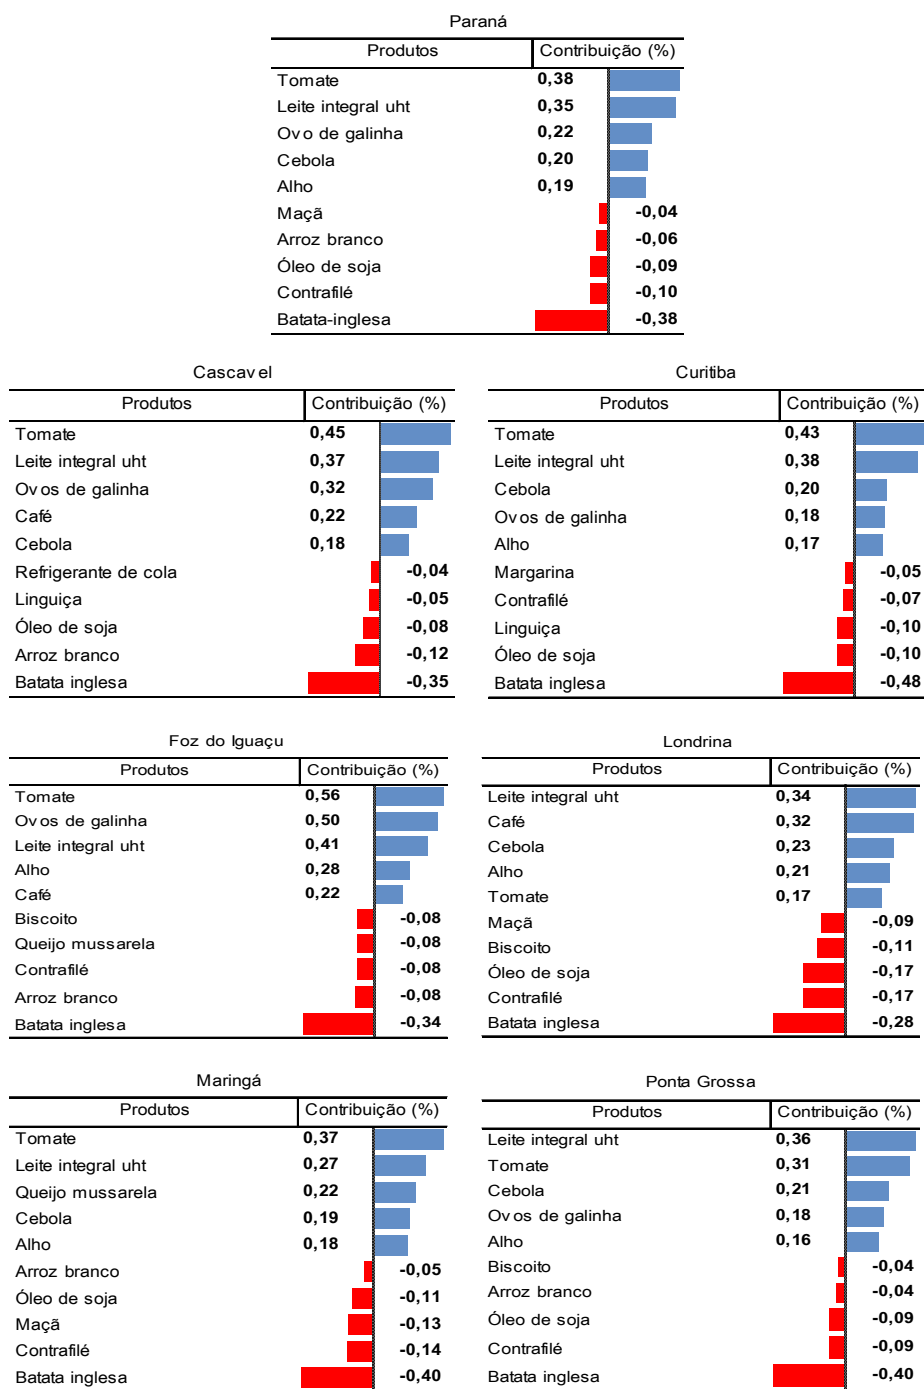 Paraná
Produtos Contribuição (%)
Tomate 0,38
Leite integral uht 0,35
Ovo de galinha 0,22
Cebola 0,20
Alho 0,19
Maçã -0,04
Arroz branco -0,06
Óleo de soja -0,09
Contrafilé -0,10
Batata-inglesa -0,38
Cascavel
Produtos Contribuição (%)
Tomate 0,45
Leite integral uht 0,37
Ovos de galinha 0,32
Café 0,22
Cebola 0,18
Refrigerante de cola -0,04
Linguiça -0,05
Óleo de soja -0,08
Arroz branco -0,12
Batata inglesa -0,35
Curitiba
Produtos Contribuição (%)
Tomate 0,43
Leite integral uht 0,38
Cebola 0,20
Ovos de galinha 0,18
Alho 0,17
Margarina -0,05
Contrafilé -0,07
Linguiça -0,10
Óleo de soja -0,10
Batata inglesa -0,48
Foz do Iguaçu
Produtos Contribuição (%)
Tomate 0,56
Ovos de galinha 0,50
Leite integral uht 0,41
Alho 0,28
Café 0,22
Biscoito -0,08
Queijo mussarela -0,08
Contrafilé -0,08
Arroz branco -0,08
Batata inglesa -0,34
Londrina
Produtos Contribuição (%)
Leite integral uht 0,34
Café 0,32
Cebola 0,23
Alho 0,21
Tomate 0,17
Maçã -0,09
Biscoito -0,11
Óleo de soja -0,17
Contrafilé -0,17
Batata inglesa -0,28
Maringá
Produtos Contribuição (%)
Tomate 0,37
Leite integral uht 0,27
Queijo mussarela 0,22
Cebola 0,19
Alho 0,18
Arroz branco -0,05
Óleo de soja -0,11
Maçã -0,13
Contrafilé -0,14
Batata inglesa -0,40
Ponta Grossa
Produtos Contribuição (%)
Leite integral uht 0,36
Tomate 0,31
Cebola 0,21
Ovos de galinha 0,18
Alho 0,16
Biscoito -0,04
Arroz branco -0,04
Óleo de soja -0,09
Contrafilé -0,09
Batata inglesa -0,40